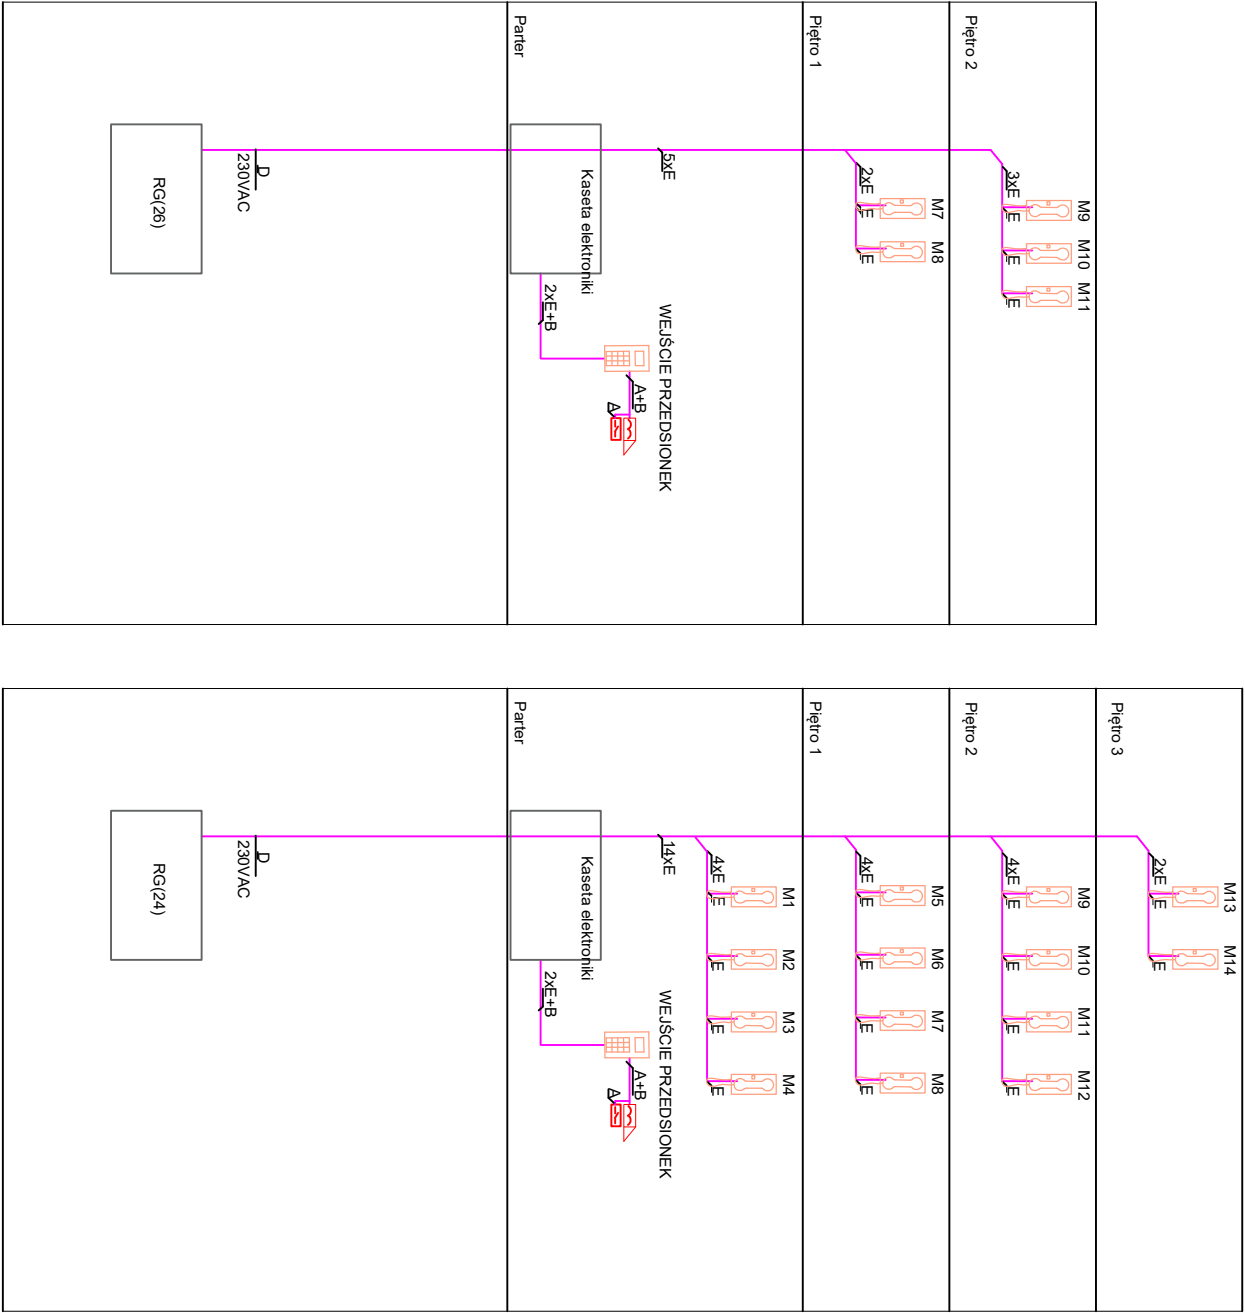 Piętro 2
M9
M10
M11
3xE
E
E
E
Piętro 1
M7
M8
2xE
E
E
Parter
5xE
Kaseta elektroniki
2xE+B
WEJŚCIE PRZEDSIONEK
A+B
A
D
230VAC
RG(26)
Piętro 3
M13
M14
2xE
E
E
Piętro 2
M9
M10
M11
M12
4xE
E
E
E
E
Piętro 1
M5
M6
M7
M8
4xE
E
E
E
E
Parter
M1
M2
M3
M4
4xE
E
E
E
E
14xE
Kaseta elektroniki
2xE+B
WEJŚCIE PRZEDSIONEK
A+B
A
D
230VAC
RG(24)